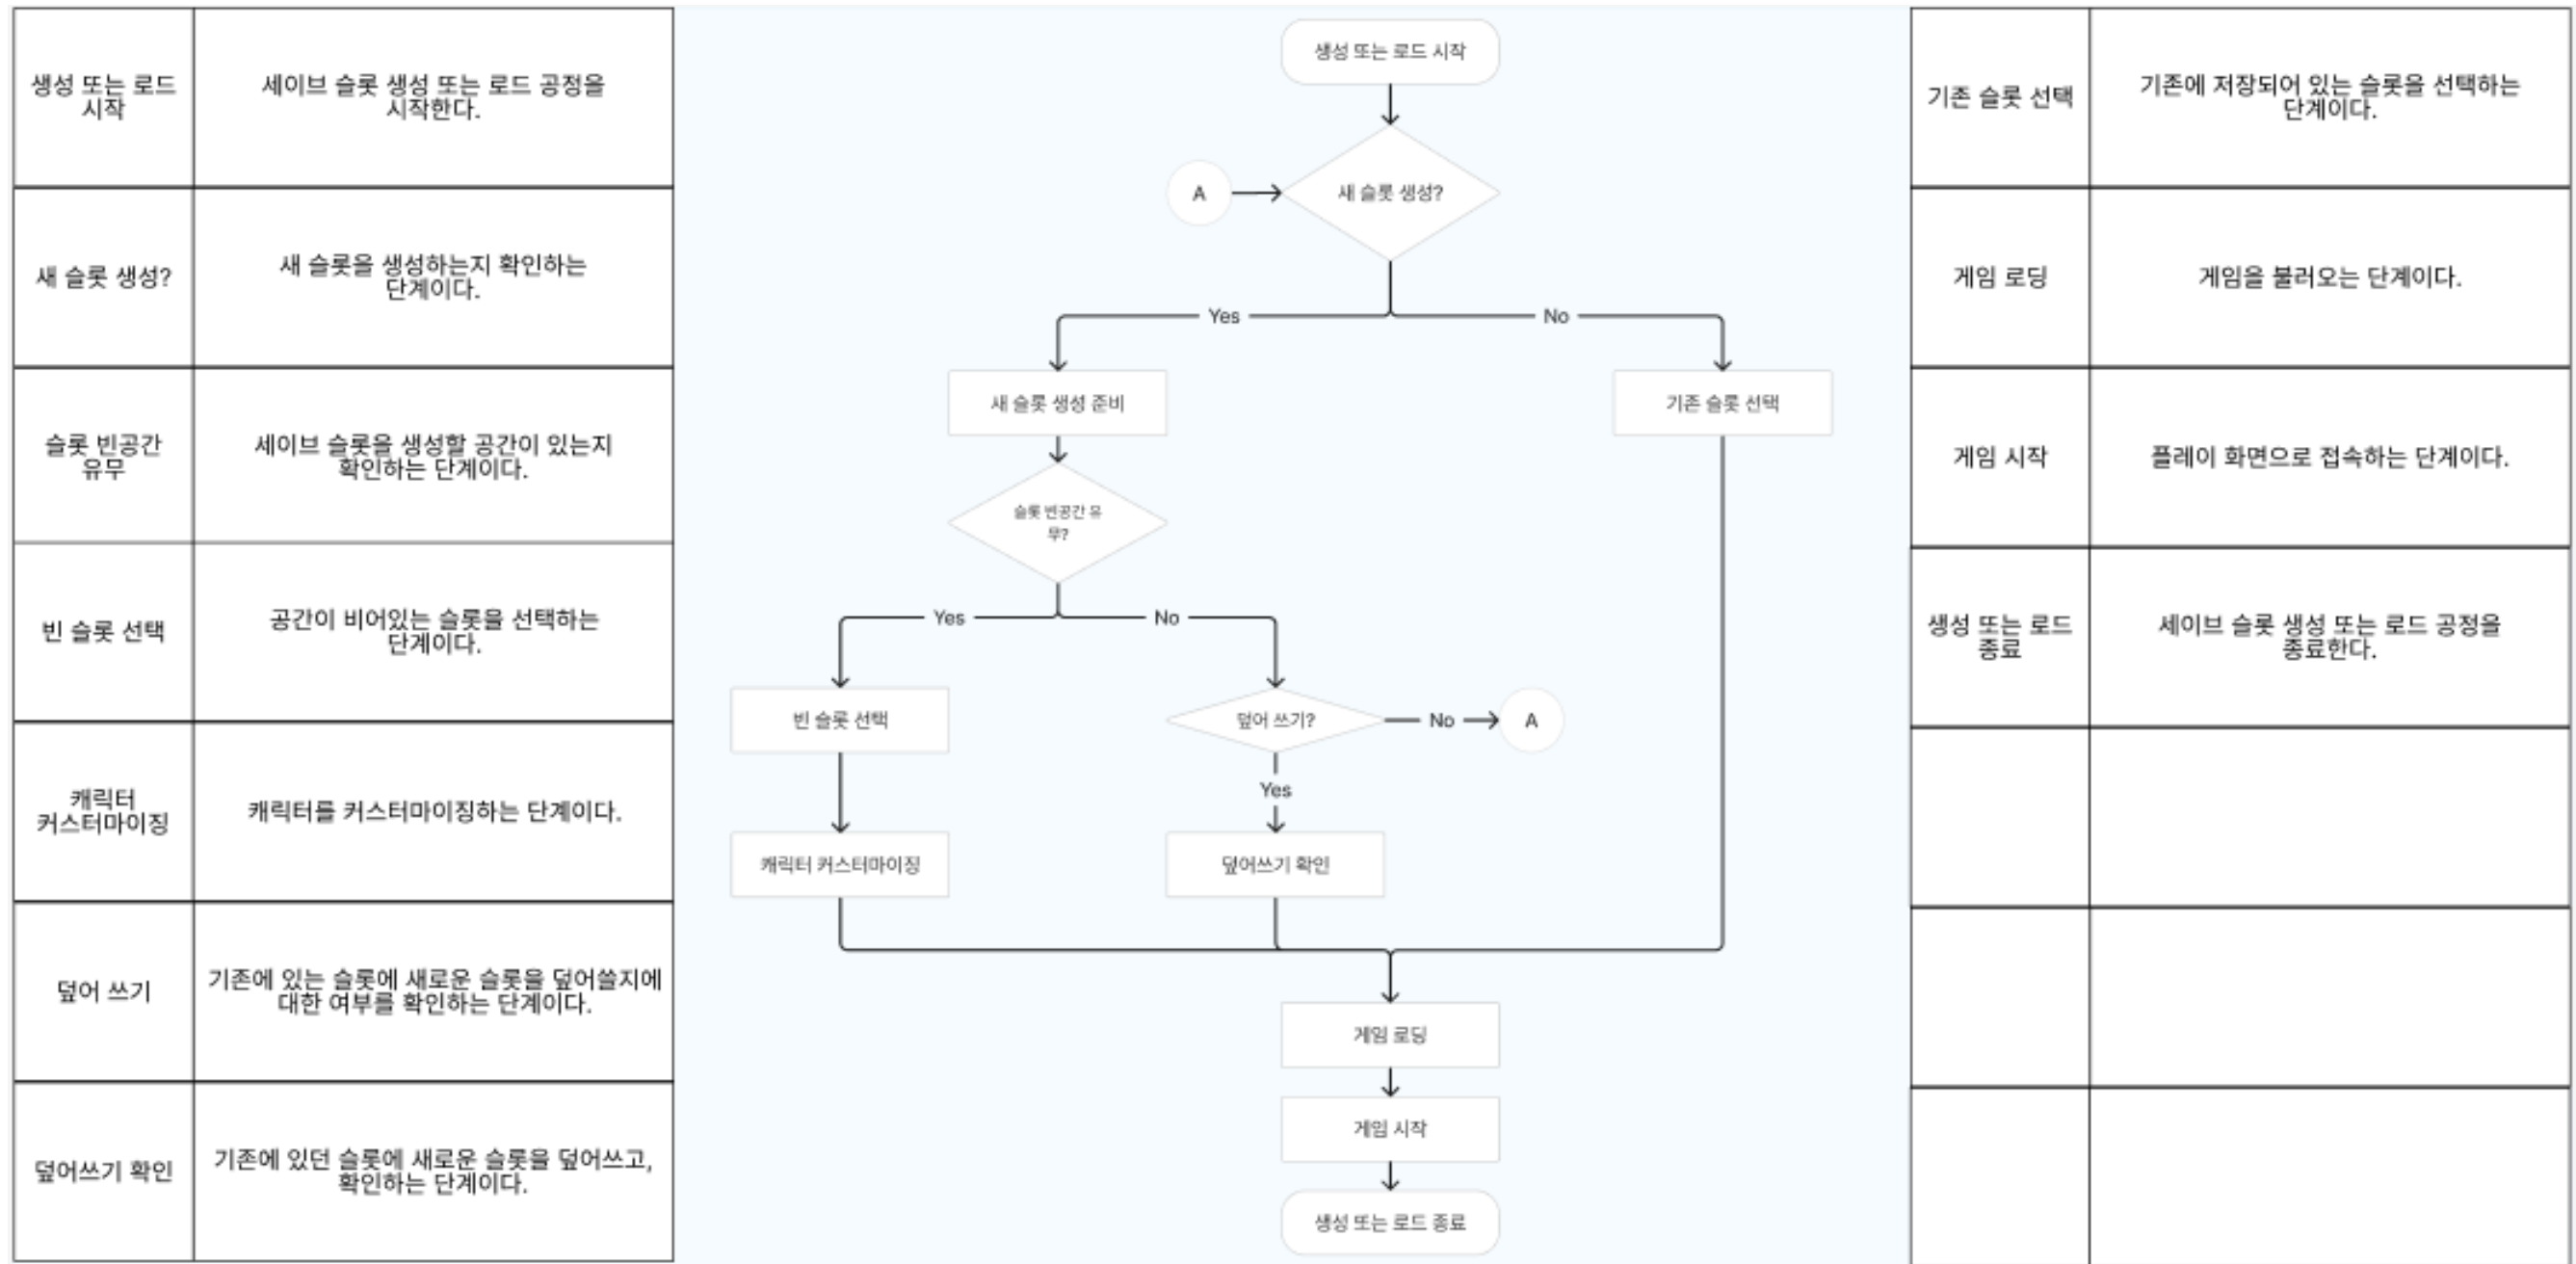 생성 또는 로드
시작
세이브 슬롯 생성 또는 로드 공정을
시작한다.
새 슬롯 생성?
새 슬롯을 생성하는지 확인하는
단계이다.
슬롯 빈공간
유무
세이브 슬롯을 생성할 공간이 있는지
확인하는 단계이다.
빈 슬롯 선택
공간이 비어있는 슬롯을 선택하는
단계이다.
캐릭터
커스터마이징
캐릭터를 커스터마이징하는 단계이다.
덮어 쓰기
기존에 있는 슬롯에 새로운 슬롯을 덮어쓸지에
대한 여부를 확인하는 단계이다.
덮어쓰기 확인
기존에 있던 슬롯에 새로운 슬롯을 덮어쓰고,
확인하는 단계이다.
생성 또는 로드 시작
A
새 슬롯 생성?
Yes
No
새 슬롯 생성 준비
기존 슬롯 선택
슬롯 빈공간 유
무?
Yes
No
빈 슬롯 선택
덮어 쓰기?
No
A
Yes
캐릭터 커스터마이징
덮어쓰기 확인
게임 로딩
게임 시작
생성 또는 로드 종료
기존 슬롯 선택
기존에 저장되어 있는 슬롯을 선택하는
단계이다.
게임 로딩
게임을 불러오는 단계이다.
게임 시작
플레이 화면으로 접속하는 단계이다.
생성 또는 로드
종료
세이브 슬롯 생성 또는 로드 공정을
종료한다.